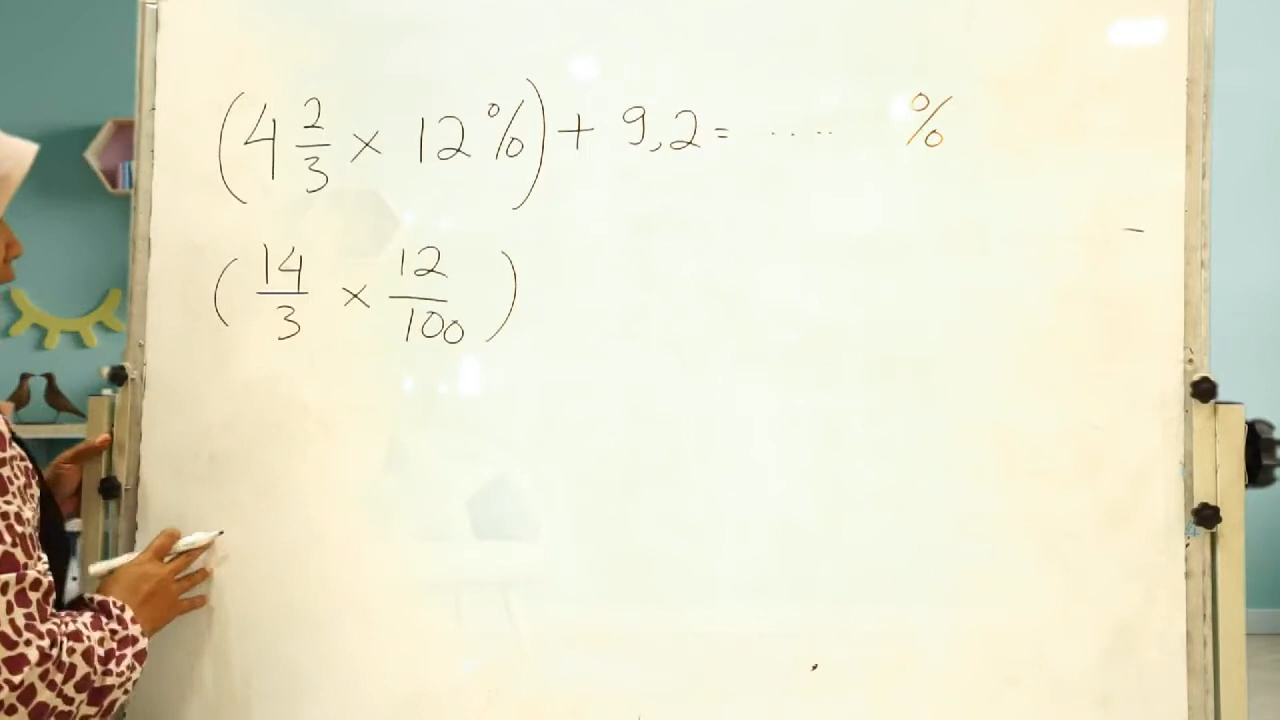 (4 2/3 × 12%) + 9,2 = ..... %
(14/3 × 12/100)